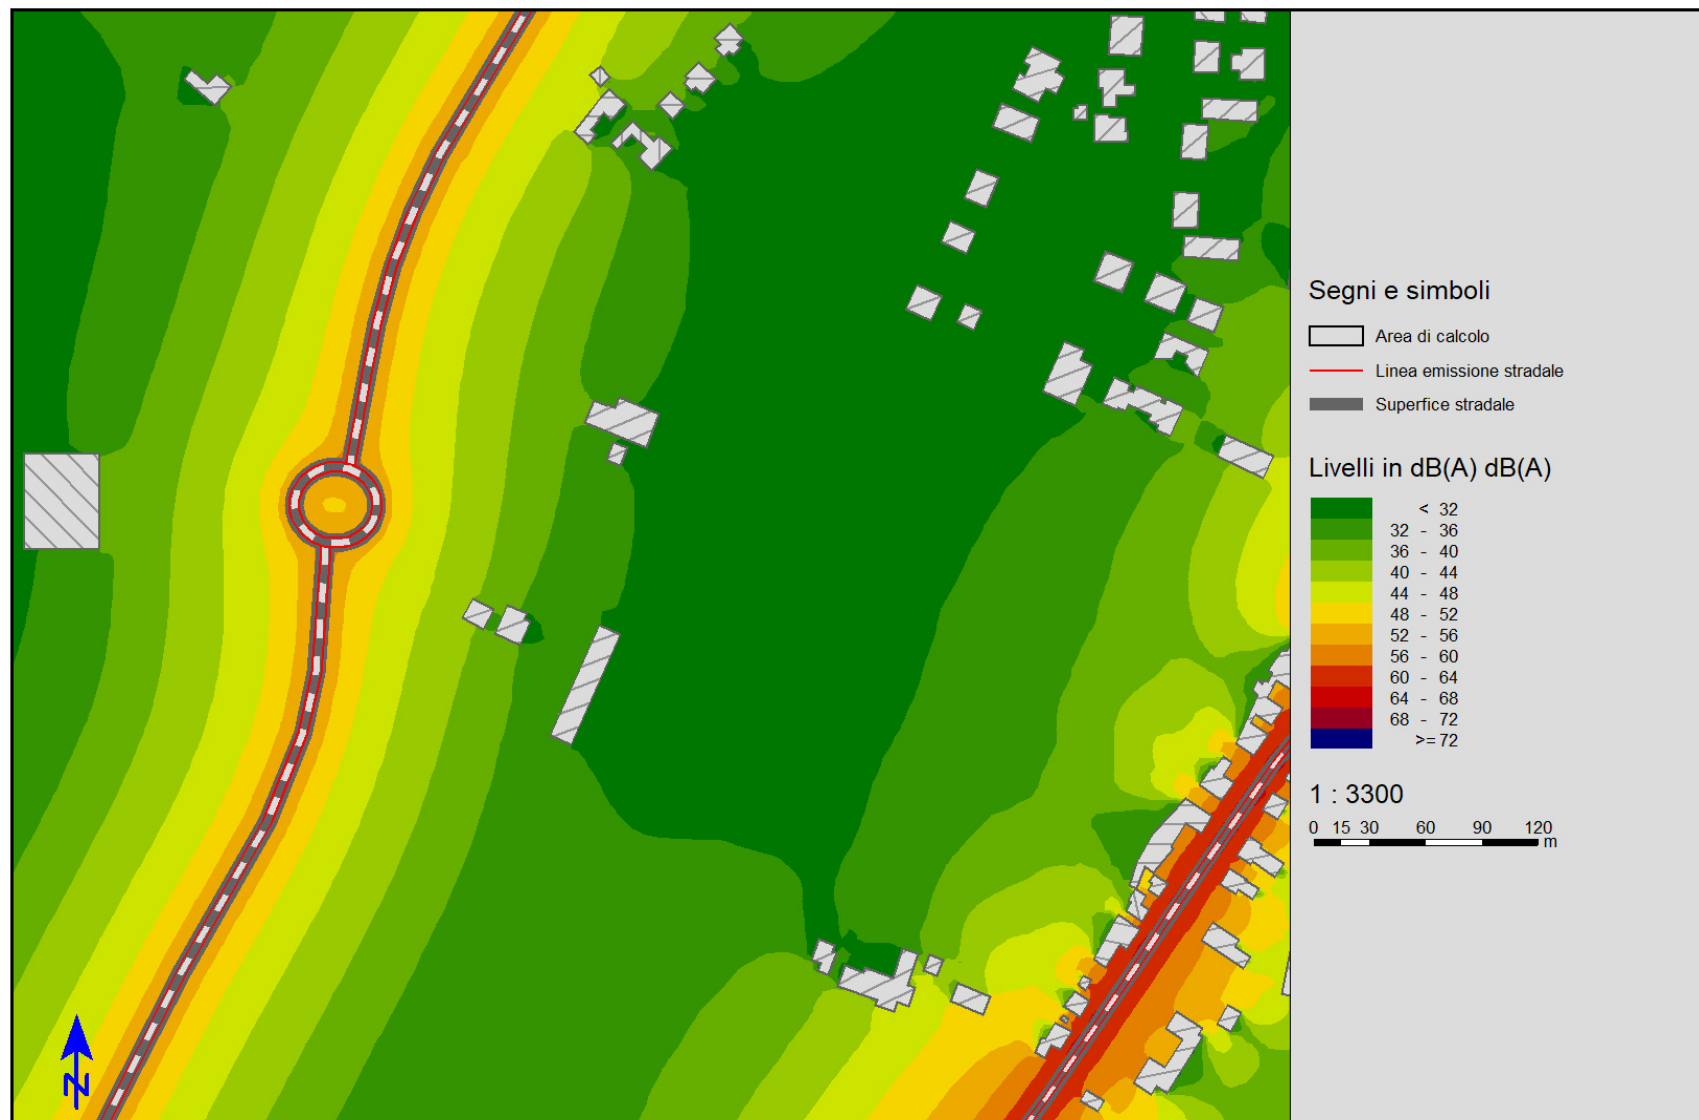 Segni e simboli
Area di calcolo
Linea emissione stradale
Superfice stradale
Livelli in dB(A) dB(A)
< 32
32 - 36
36 - 40
40 - 44
44 - 48
48 - 52
52 - 56
56 - 60
60 - 64
64 - 68
68 - 72
>= 72
1 : 3300
0 15 30 60 90 120
m
N